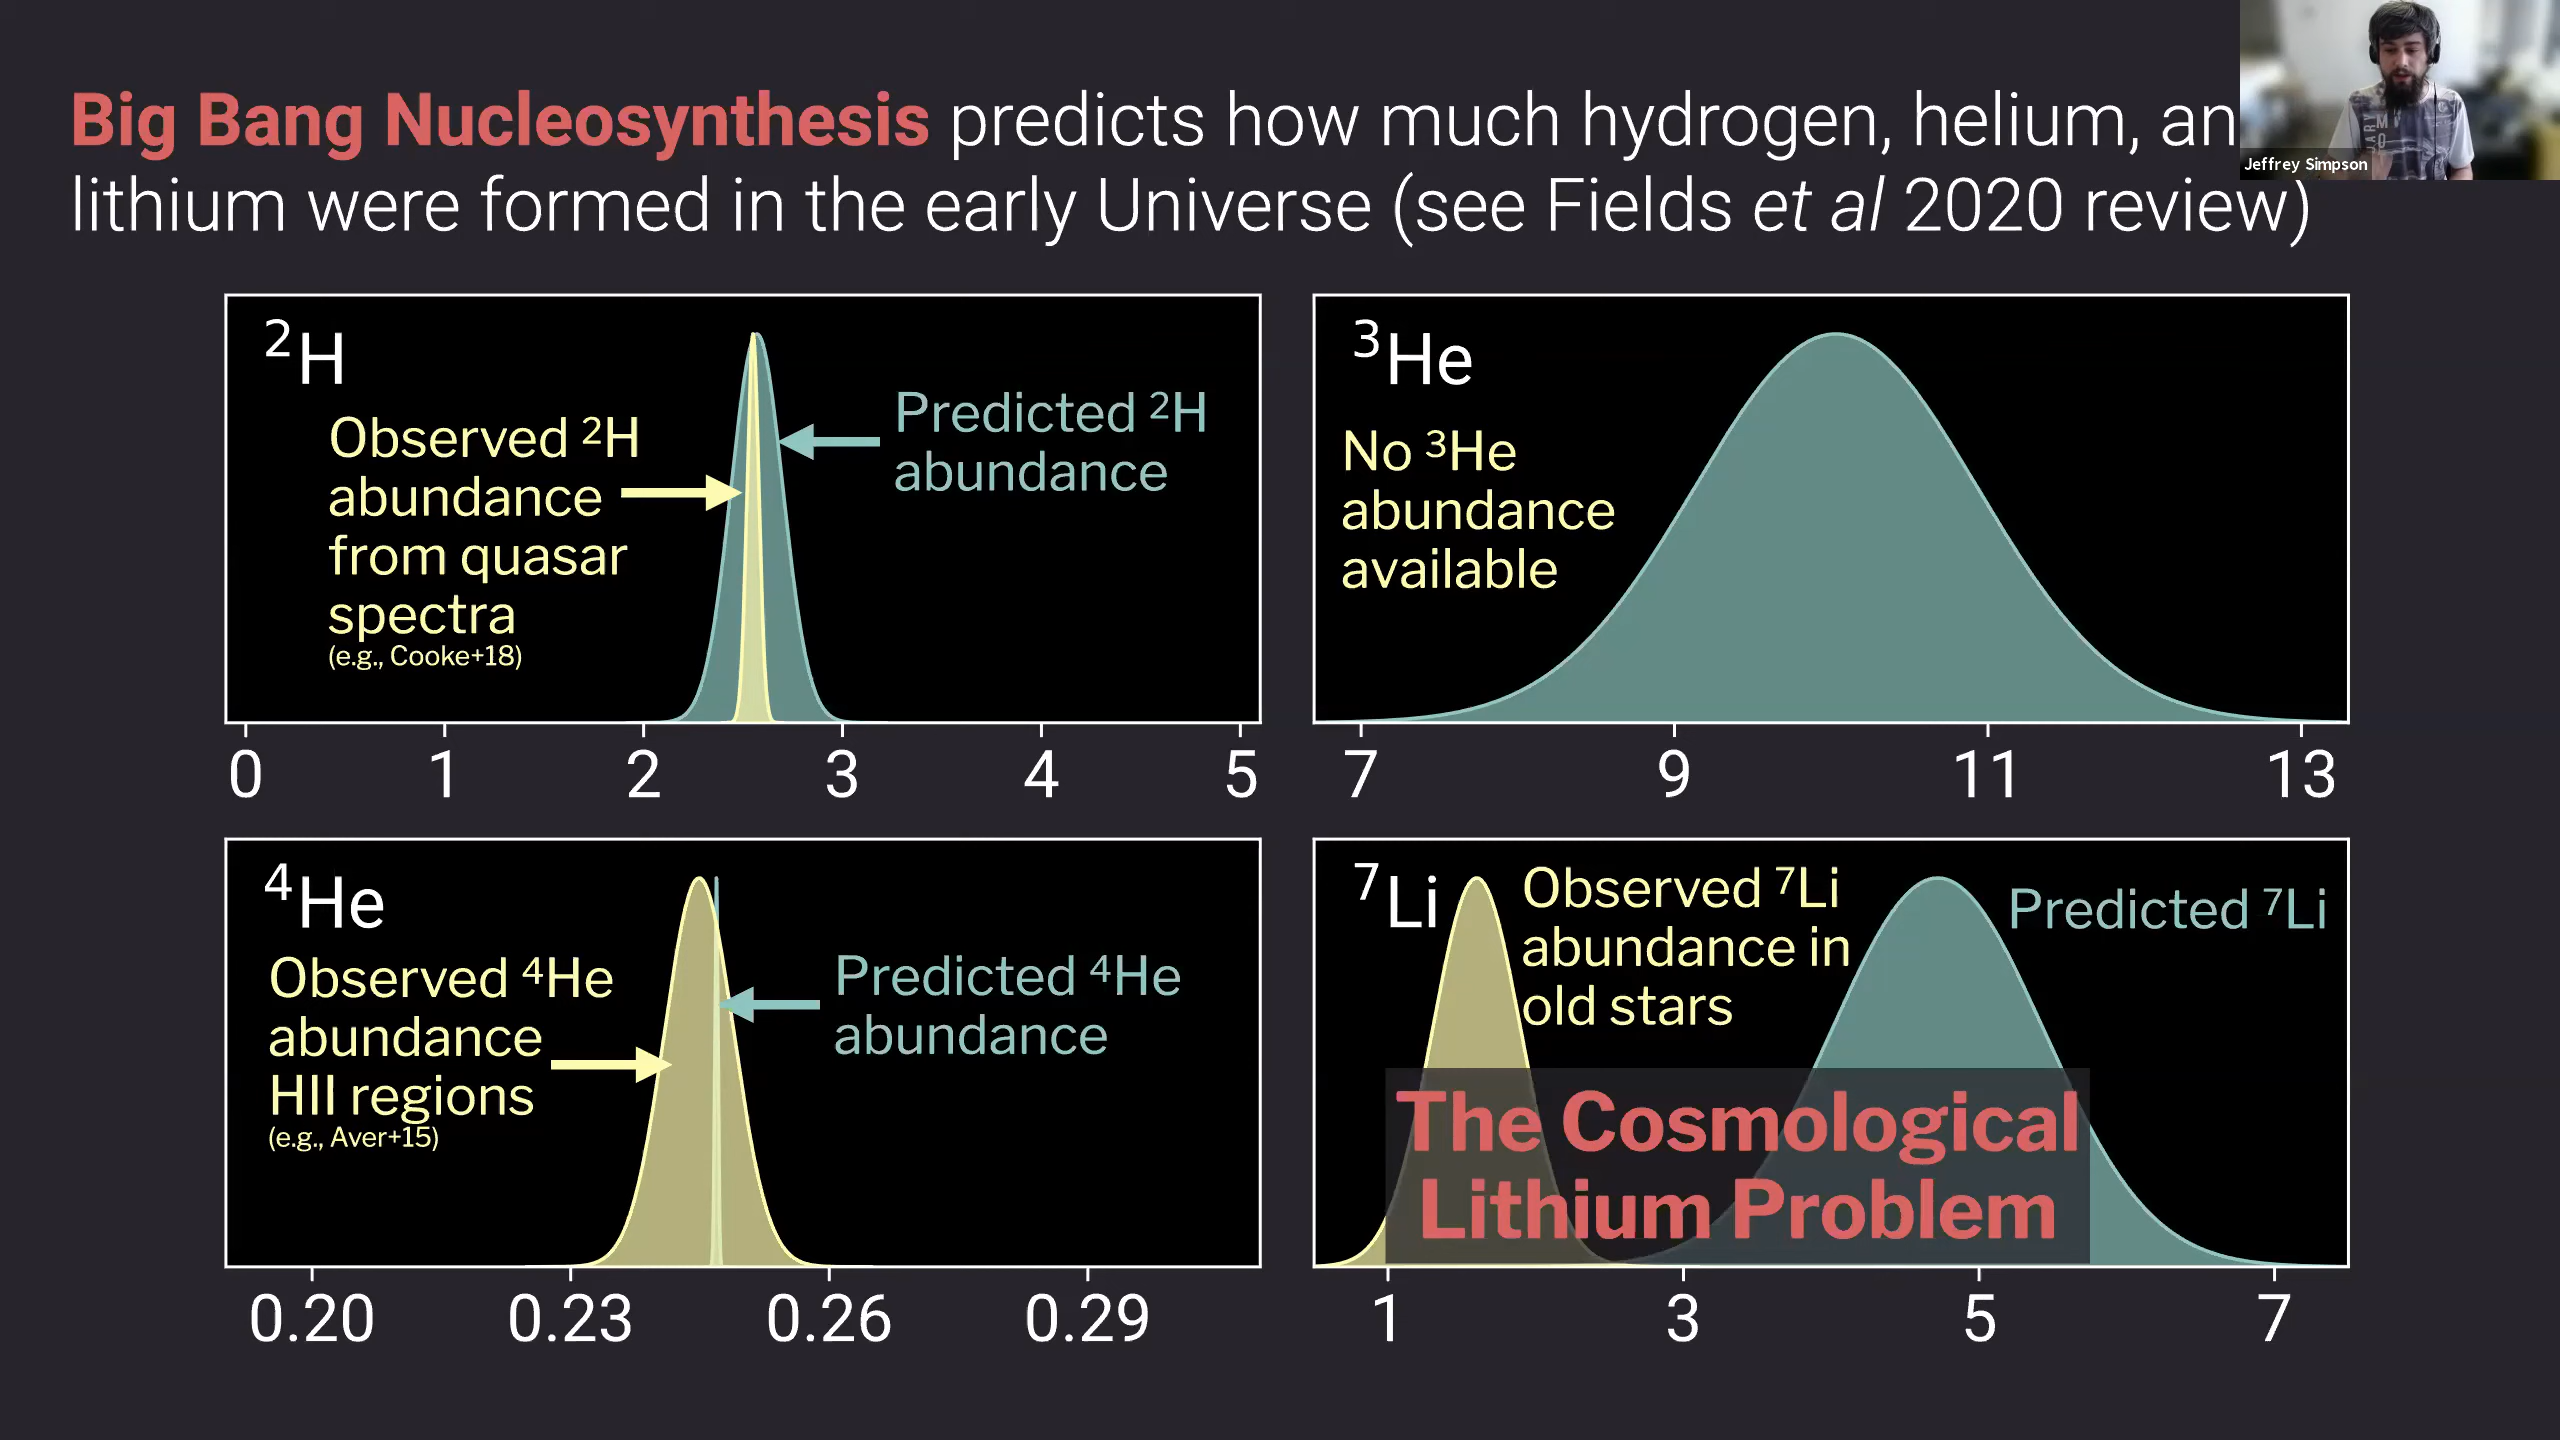 Big Bang Nucleosynthesis predicts how much hydrogen, helium, an
lithium were formed in the early Universe (see Fields et al 2020 review)
Jeffrey Simpson
²H
Observed ²H
abundance
from quasar
spectra
(e.g., Cooke+18)
Predicted ²H
abundance
0 1 2 3 4 5
³He
No ³He
abundance
available
7 9 11 13
⁴He
Observed ⁴He
abundance
HII regions
(e.g., Aver+15)
Predicted ⁴He
abundance
0.20 0.23 0.26 0.29
⁷Li
Observed ⁷Li
abundance in
old stars
Predicted ⁷Li
The Cosmological
Lithium Problem
1 3 5 7